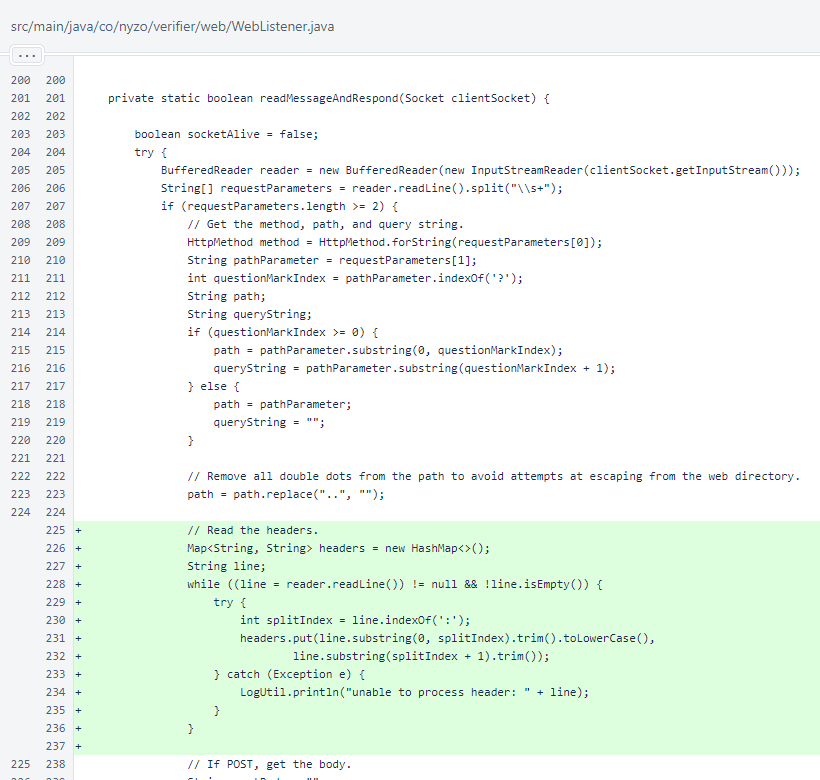 src/main/java/co/nyzo/verifier/web/WebListener.java
...
200 200
201 201 private static boolean readMessageAndRespond(Socket clientSocket) {
202 202
203 203 boolean socketAlive = false;
204 204 try {
205 205 BufferedReader reader = new BufferedReader(new InputStreamReader(clientSocket.getInputStream()));
206 206 String[] requestParameters = reader.readLine().split("\\s+");
207 207 if (requestParameters.length >= 2) {
208 208 // Get the method, path, and query string.
209 209 HttpMethod method = HttpMethod.forString(requestParameters[0]);
210 210 String pathParameter = requestParameters[1];
211 211 int questionMarkIndex = pathParameter.indexOf('?');
212 212 String path;
213 213 String queryString;
214 214 if (questionMarkIndex >= 0) {
215 215 path = pathParameter.substring(0, questionMarkIndex);
216 216 queryString = pathParameter.substring(questionMarkIndex + 1);
217 217 } else {
218 218 path = pathParameter;
219 219 queryString = "";
220 220 }
221 221
222 222 // Remove all double dots from the path to avoid attempts at escaping from the web directory.
223 223 path = path.replace("..", "");
224 224
225 + // Read the headers.
226 + Map<String, String> headers = new HashMap<>();
227 + String line;
228 + while ((line = reader.readLine()) != null && !line.isEmpty()) {
229 + try {
230 + int splitIndex = line.indexOf(':');
231 + headers.put(line.substring(0, splitIndex).trim().toLowerCase(),
232 + line.substring(splitIndex + 1).trim());
233 + } catch (Exception e) {
234 + LogUtil.println("unable to process header: " + line);
235 + }
236 + }
237 +
225 238 // If POST, get the body.